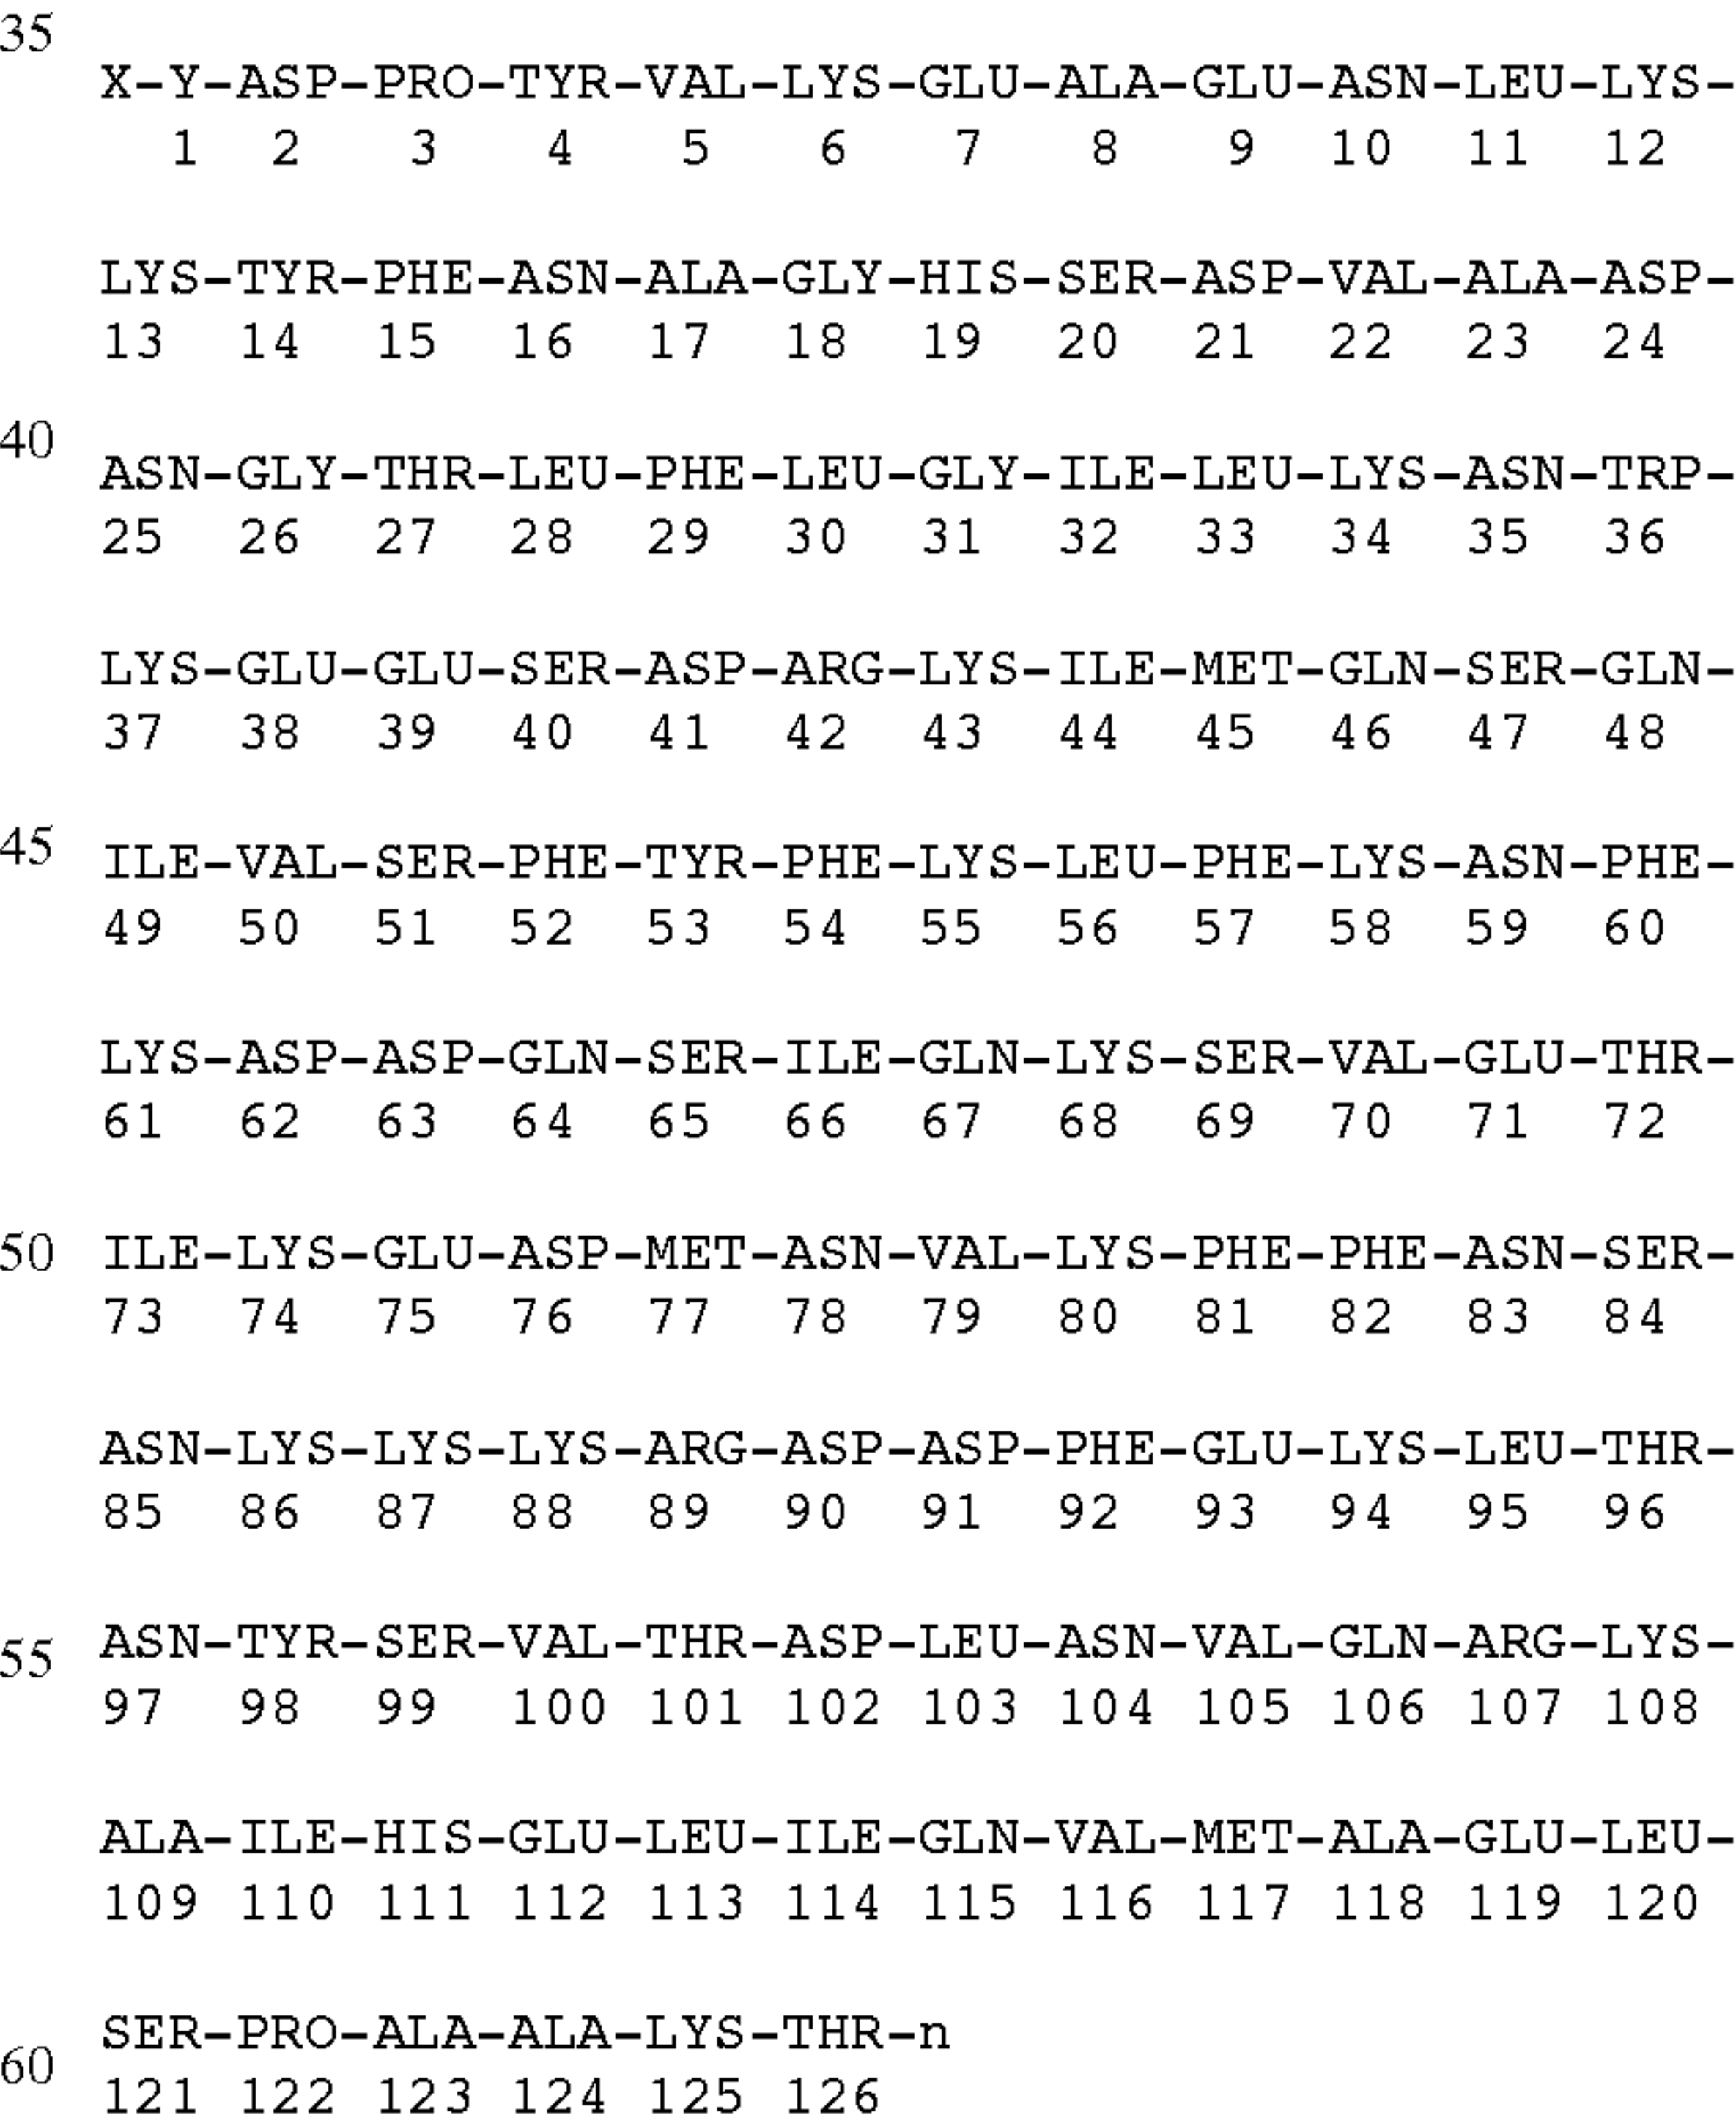 35
X-Y-ASP-PRO-TYR-VAL-LYS-GLU-ALA-GLU-ASN-LEU-LYS-
1 2 3 4 5 6 7 8 9 10 11 12
LYS-TYR-PHE-ASN-ALA-GLY-HIS-SER-ASP-VAL-ALA-ASP-
13 14 15 16 17 18 19 20 21 22 23 24
40
ASN-GLY-THR-LEU-PHE-LEU-GLY-ILE-LEU-LYS-ASN-TRP-
25 26 27 28 29 30 31 32 33 34 35 36
LYS-GLU-GLU-SER-ASP-ARG-LYS-ILE-MET-GLN-SER-GLN-
37 38 39 40 41 42 43 44 45 46 47 48
45
ILE-VAL-SER-PHE-TYR-PHE-LYS-LEU-PHE-LYS-ASN-PHE-
49 50 51 52 53 54 55 56 57 58 59 60
LYS-ASP-ASP-GLN-SER-ILE-GLN-LYS-SER-VAL-GLU-THR-
61 62 63 64 65 66 67 68 69 70 71 72
50
ILE-LYS-GLU-ASP-MET-ASN-VAL-LYS-PHE-PHE-ASN-SER-
73 74 75 76 77 78 79 80 81 82 83 84
ASN-LYS-LYS-LYS-ARG-ASP-ASP-PHE-GLU-LYS-LEU-THR-
85 86 87 88 89 90 91 92 93 94 95 96
55
ASN-TYR-SER-VAL-THR-ASP-LEU-ASN-VAL-GLN-ARG-LYS-
97 98 99 100 101 102 103 104 105 106 107 108
ALA-ILE-HIS-GLU-LEU-ILE-GLN-VAL-MET-ALA-GLU-LEU-
109 110 111 112 113 114 115 116 117 118 119 120
60
SER-PRO-ALA-ALA-LYS-THR-n
121 122 123 124 125 126